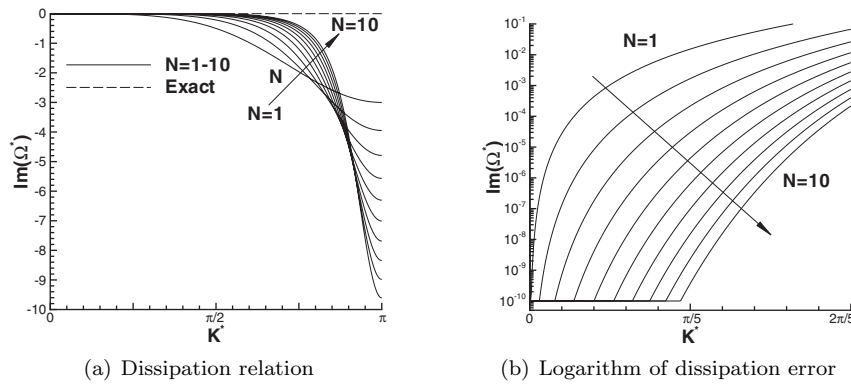 0
-1
-2
-3
-4
-5
-6
-7
-8
-9
-10
Im(Ω*)
N=1-10
Exact
N=10
N
N=1
0
π/2
π
K*
(a) Dissipation relation
10⁻¹
10⁻²
10⁻³
10⁻⁴
10⁻⁵
10⁻⁶
10⁻⁷
10⁻⁸
10⁻⁹
10⁻¹⁰
Im(Ω*)
N=1
N=10
0
π/5
2π/5
K*
(b) Logarithm of dissipation error